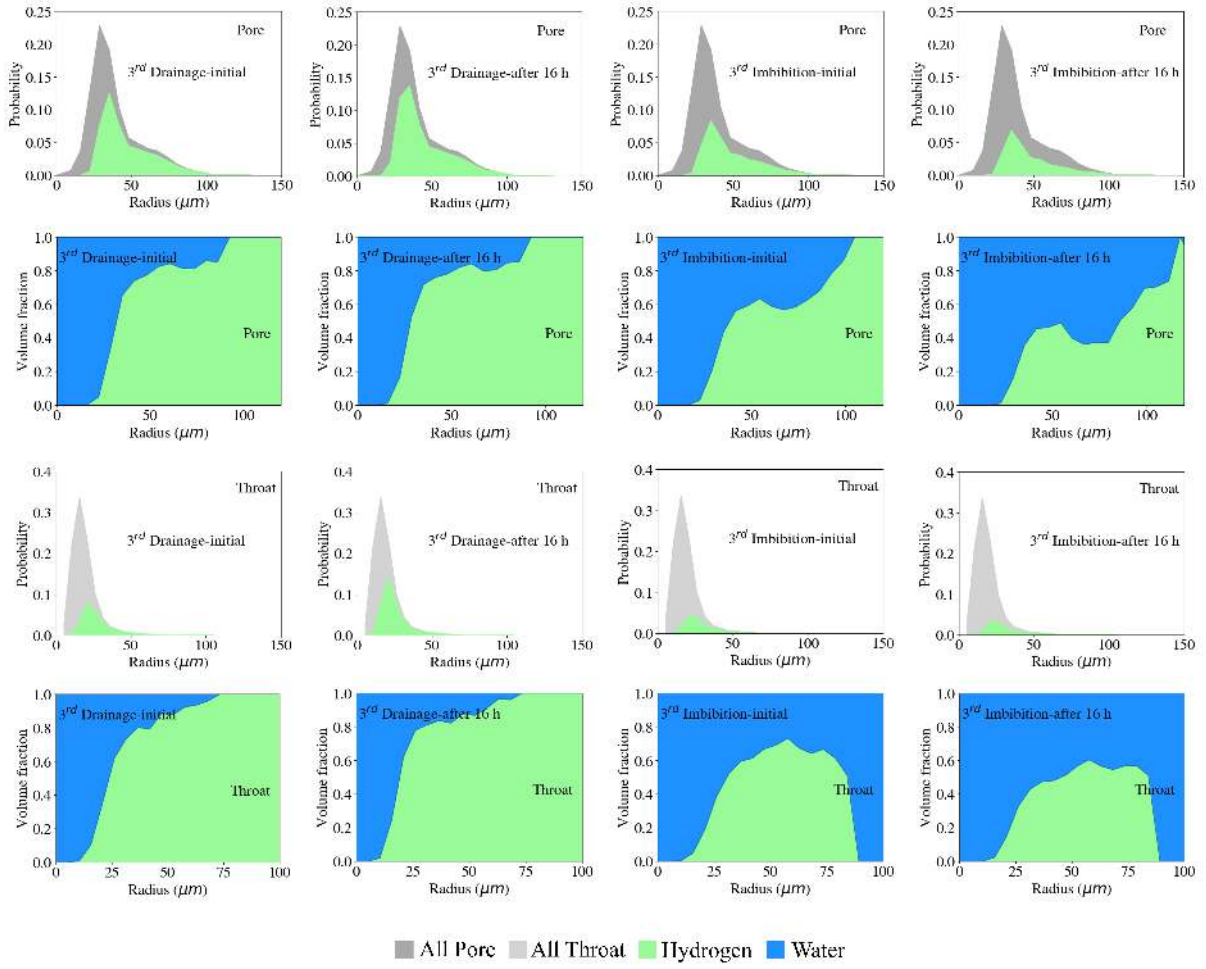 0.25 0.20 0.15 0.10 0.05 0.00
Probability
Pore
3rd Drainage-initial
0 50 100 150
Radius (μm)
0.25 0.20 0.15 0.10 0.05 0.00
Probability
Pore
3rd Drainage-after 16 h
0 50 100 150
Radius (μm)
0.25 0.20 0.15 0.10 0.05 0.00
Probability
Pore
3rd Imbibition-initial
0 50 100 150
Radius (μm)
0.25 0.20 0.15 0.10 0.05 0.00
Probability
Pore
3rd Imbibition-after 16 h
0 50 100 150
Radius (μm)
1.0 0.8 0.6 0.4 0.2 0.0
Volume fraction
3rd Drainage-initial
Pore
0 50 100
Radius (μm)
1.0 0.8 0.6 0.4 0.2 0.0
Volume fraction
3rd Drainage-after 16 h
Pore
0 50 100
Radius (μm)
1.0 0.8 0.6 0.4 0.2 0.0
Volume fraction
3rd Imbibition-initial
Pore
0 50 100
Radius (μm)
1.0 0.8 0.6 0.4 0.2 0.0
Volume fraction
3rd Imbibition-after 16 h
Pore
0 50 100
Radius (μm)
0.4 0.3 0.2 0.1 0.0
Probability
Throat
3rd Drainage-initial
0 50 100 150
Radius (μm)
0.4 0.3 0.2 0.1 0.0
Probability
Throat
3rd Drainage-after 16 h
0 50 100 150
Radius (μm)
0.4 0.3 0.2 0.1 0.0
Probability
Throat
3rd Imbibition-initial
0 50 100 150
Radius (μm)
0.4 0.3 0.2 0.1 0.0
Probability
Throat
3rd Imbibition-after 16 h
0 50 100 150
Radius (μm)
1.0 0.8 0.6 0.4 0.2 0.0
Volume fraction
3rd Drainage-initial
Throat
0 25 50 75 100
Radius (μm)
1.0 0.8 0.6 0.4 0.2 0.0
Volume fraction
3rd Drainage-after 16 h
Throat
0 25 50 75 100
Radius (μm)
1.0 0.8 0.6 0.4 0.2 0.0
Volume fraction
3rd Imbibition-initial
Throat
0 25 50 75 100
Radius (μm)
1.0 0.8 0.6 0.4 0.2 0.0
Volume fraction
3rd Imbibition-after 16 h
Throat
0 25 50 75 100
Radius (μm)
All Pore All Throat Hydrogen Water